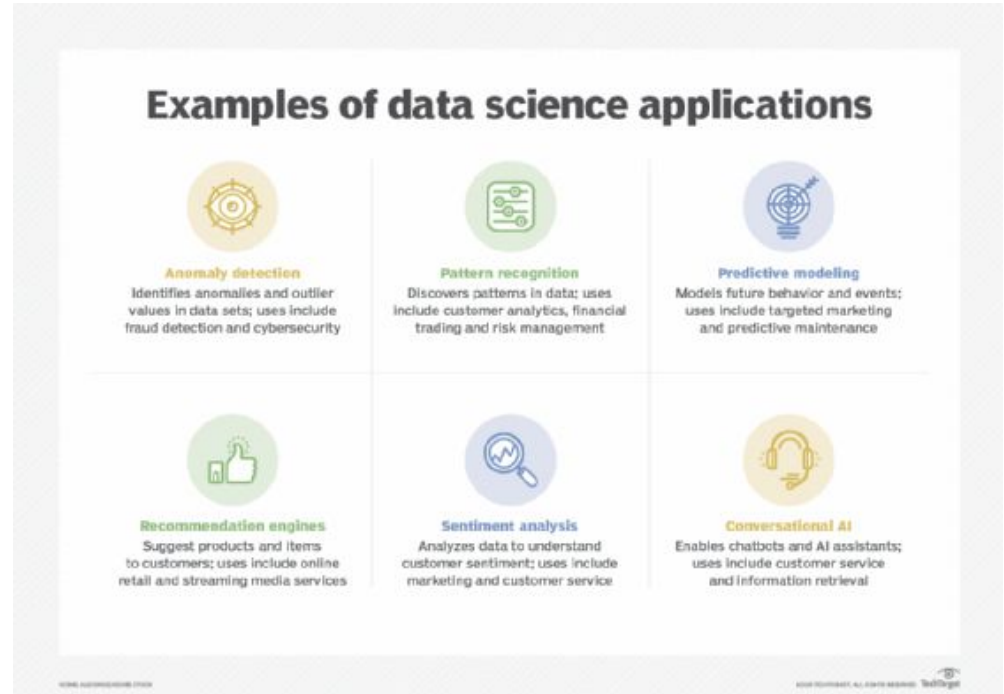 Examples of data science applications
Anomaly detection
Identifies anomalies and outlier
values in data sets; uses include
fraud detection and cybersecurity
Pattern recognition
Discovers patterns in data; uses
include customer analytics, financial
trading and risk management
Predictive modeling
Models future behavior and events;
uses include targeted marketing
and predictive maintenance
Recommendation engines
Suggest products and items
to customers; uses include online
retail and streaming media services
Sentiment analysis
Analyzes data to understand
customer sentiment; uses include
marketing and customer service
Conversational AI
Enables chatbots and AI assistants;
uses include customer service
and information retrieval
TechTarget